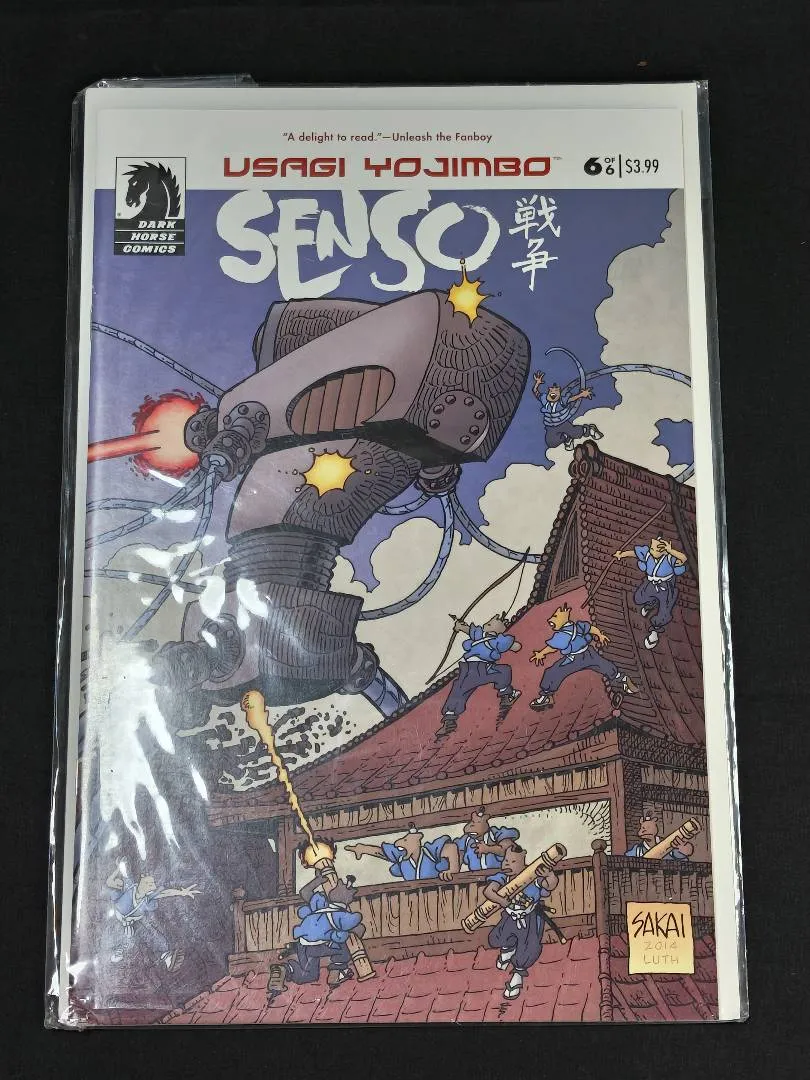 "A delight to read."—Unleash the Fanboy
USAGI YOJIMBO™
6 OF 6 $3.99
DARK
HORSE
COMICS
SENSO
戦争
SAKAI
2014
LUTH